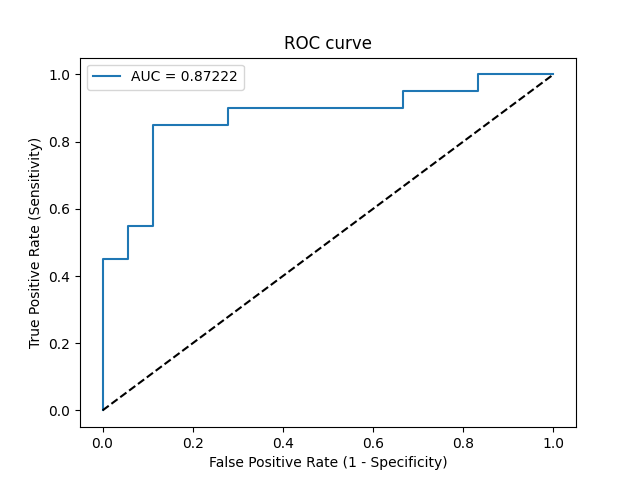 ROC curve
AUC = 0.87222
True Positive Rate (Sensitivity)
1.0
0.8
0.6
0.4
0.2
0.0
0.0 0.2 0.4 0.6 0.8 1.0
False Positive Rate (1 - Specificity)